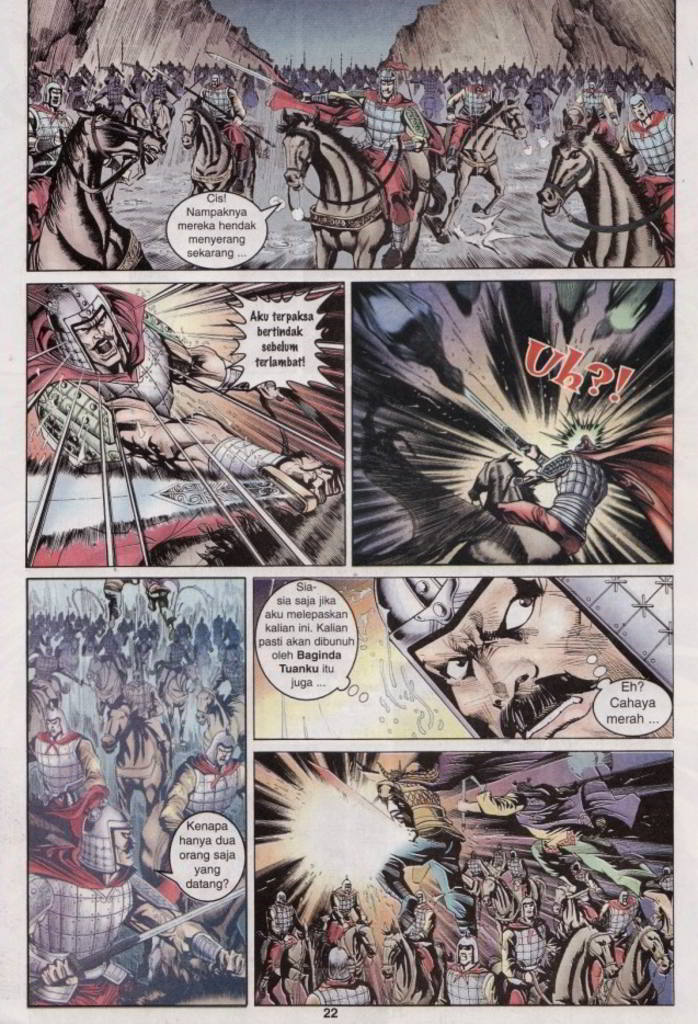 Cis!
Nampaknya
mereka hendak
menyerang
sekarang ...
Aku terpaksa
bertindak
sebelum
terlambat!
Uh?!
Sia-
sia saja jika
aku melepaskan
kalian ini. Kalian
pasti akan dibunuh
oleh Baginda
Tuanku itu
juga ...
Eh?
Cahaya
merah ...
Kenapa
hanya dua
orang saja
yang
datang?
22